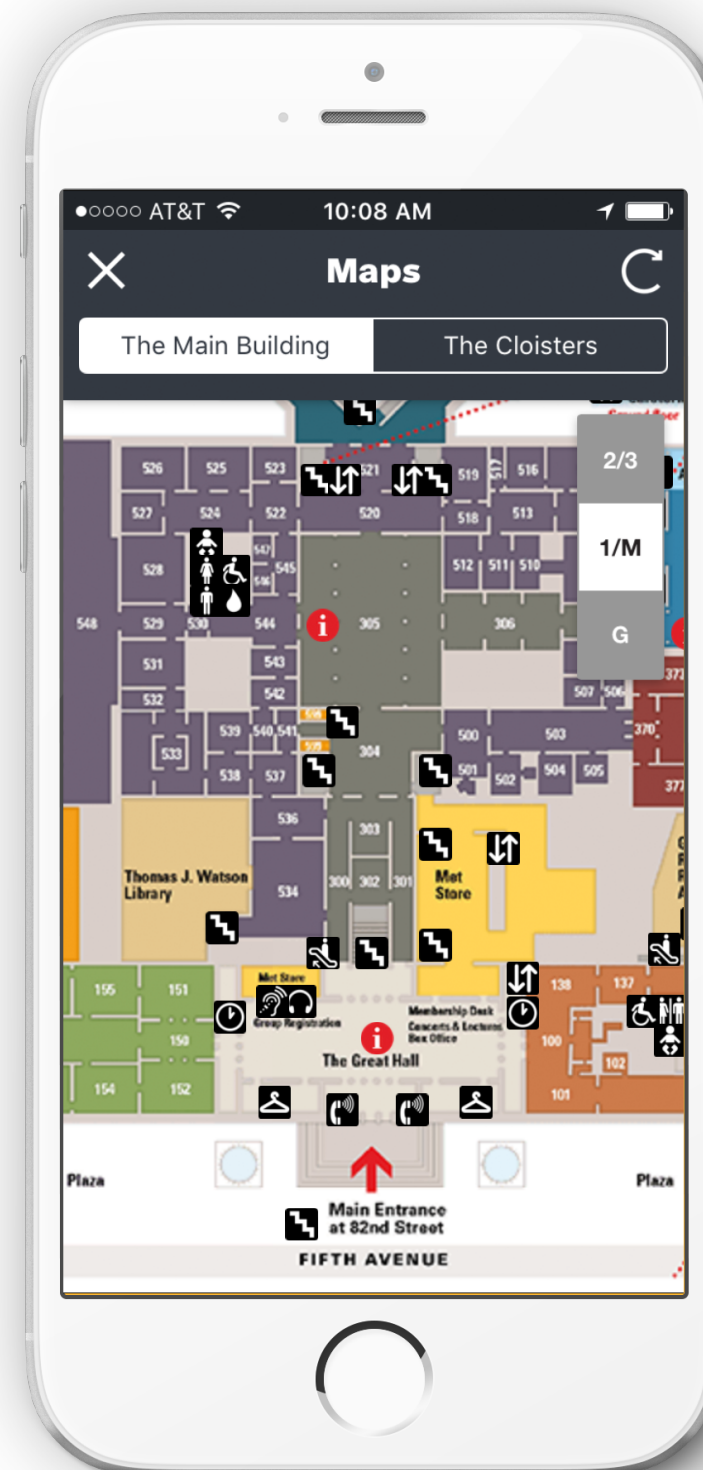 AT&T 10:08 AM
Maps
The Main Building The Cloisters
2/3
1/M
G
526 525 523 521 519 517 516
527 524 522 520 518 513
547
546 545
528 512 511 510
548 529 530 544 305 306
531 543
532 542 507 506
373
533 539 540 541 500 503 370
304
538 537 501 502 504 505
377
536 303
Thomas J. Watson
Library
534 300 302 301
Met
Store
155 151 138 137
Met Store
Group Registration
Membership Desk
Concerts & Lectures
Box Office
150 100
The Great Hall
102
154 152 101
Plaza Plaza
Main Entrance
at 82nd Street
FIFTH AVENUE